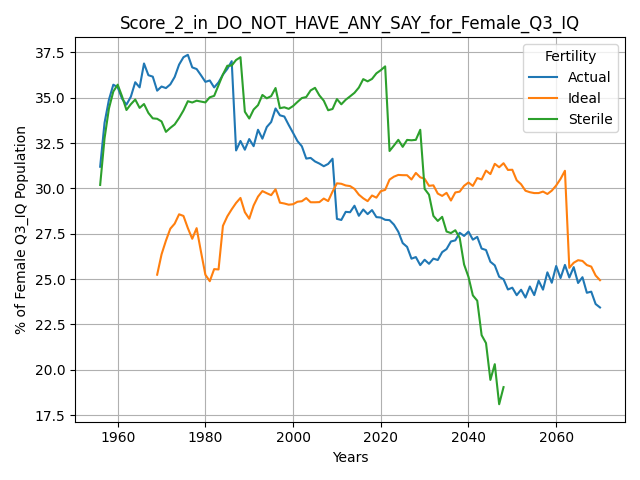 Score_2_in_DO_NOT_HAVE_ANY_SAY_for_Female_Q3_IQ
% of Female Q3_IQ Population
37.5
35.0
32.5
30.0
27.5
25.0
22.5
20.0
17.5
Fertility
Actual
Ideal
Sterile
1960 1980 2000 2020 2040 2060
Years